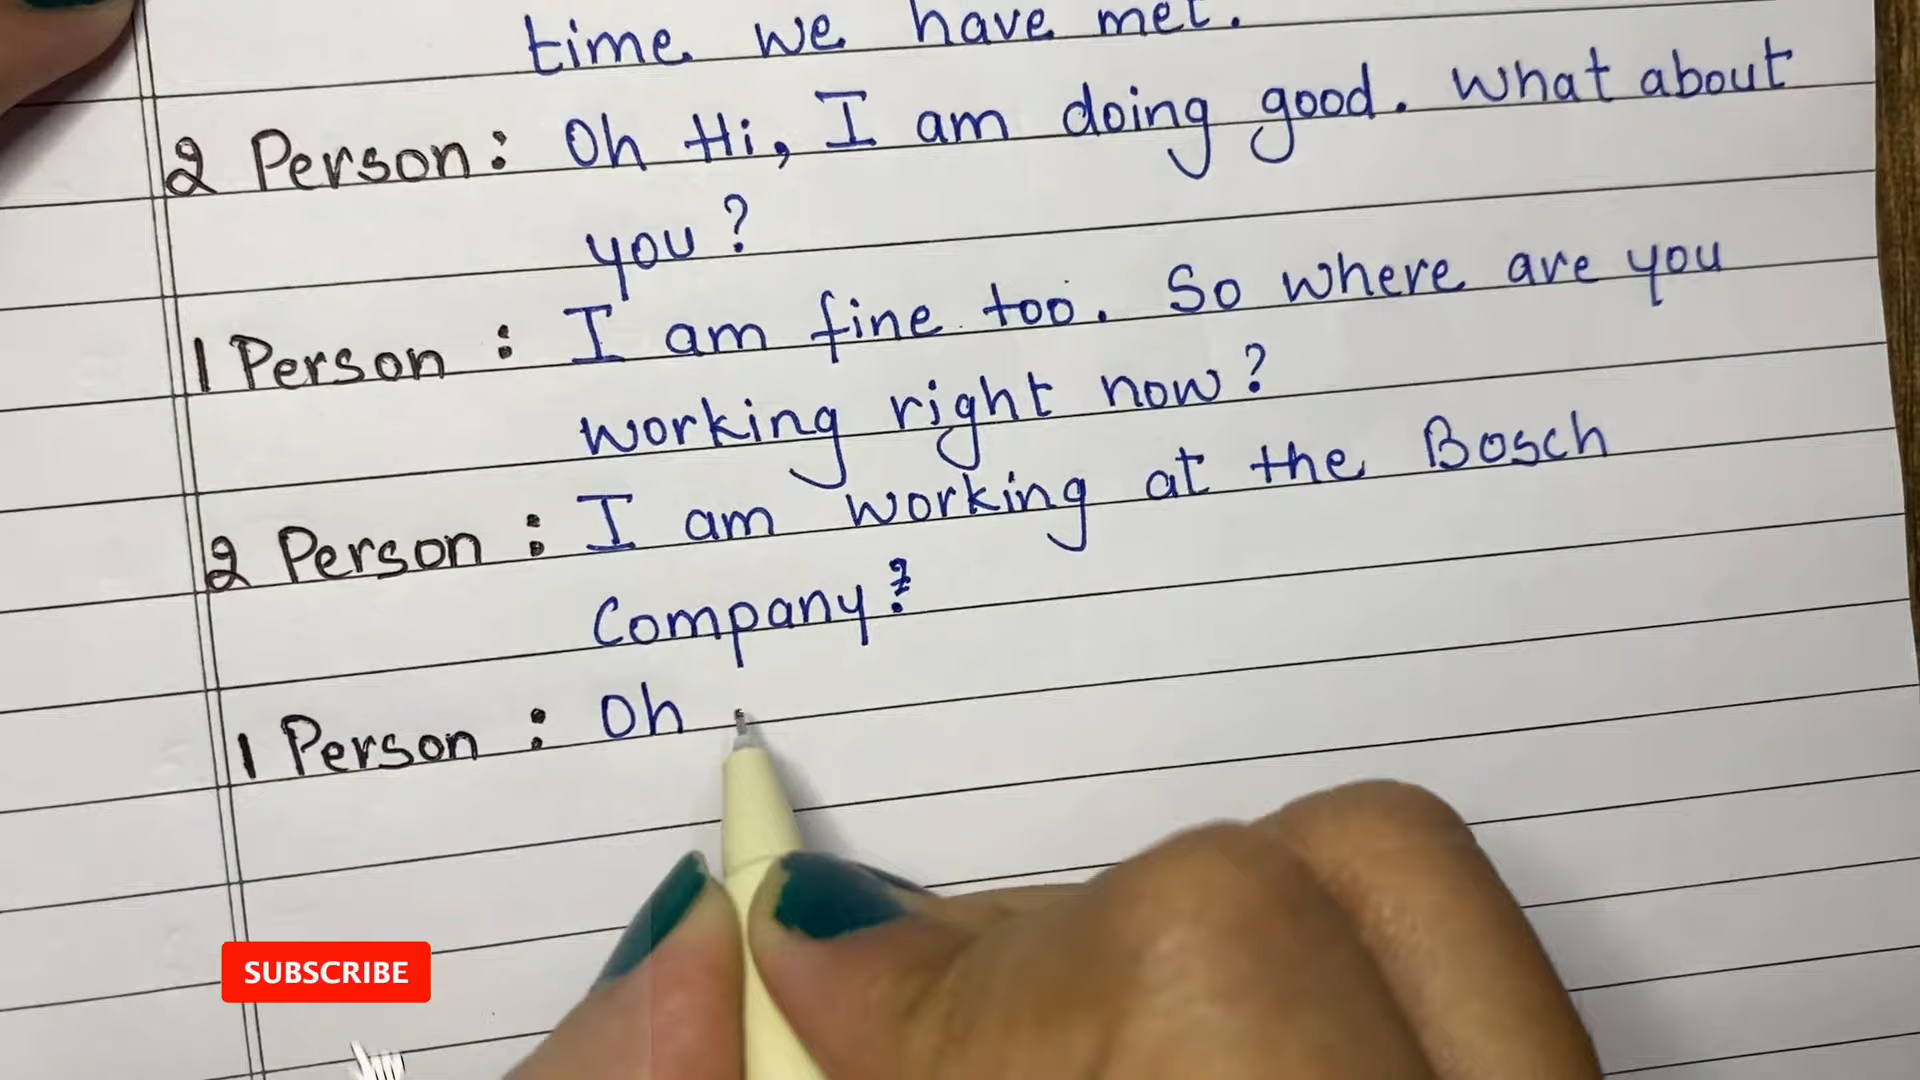 time we have met.
2 Person: Oh Hi, I am doing good. What about
you?
1 Person: I am fine too. So where are you
working right now?
2 Person: I am working at the Bosch
Company?
1 Person: Oh
SUBSCRIBE